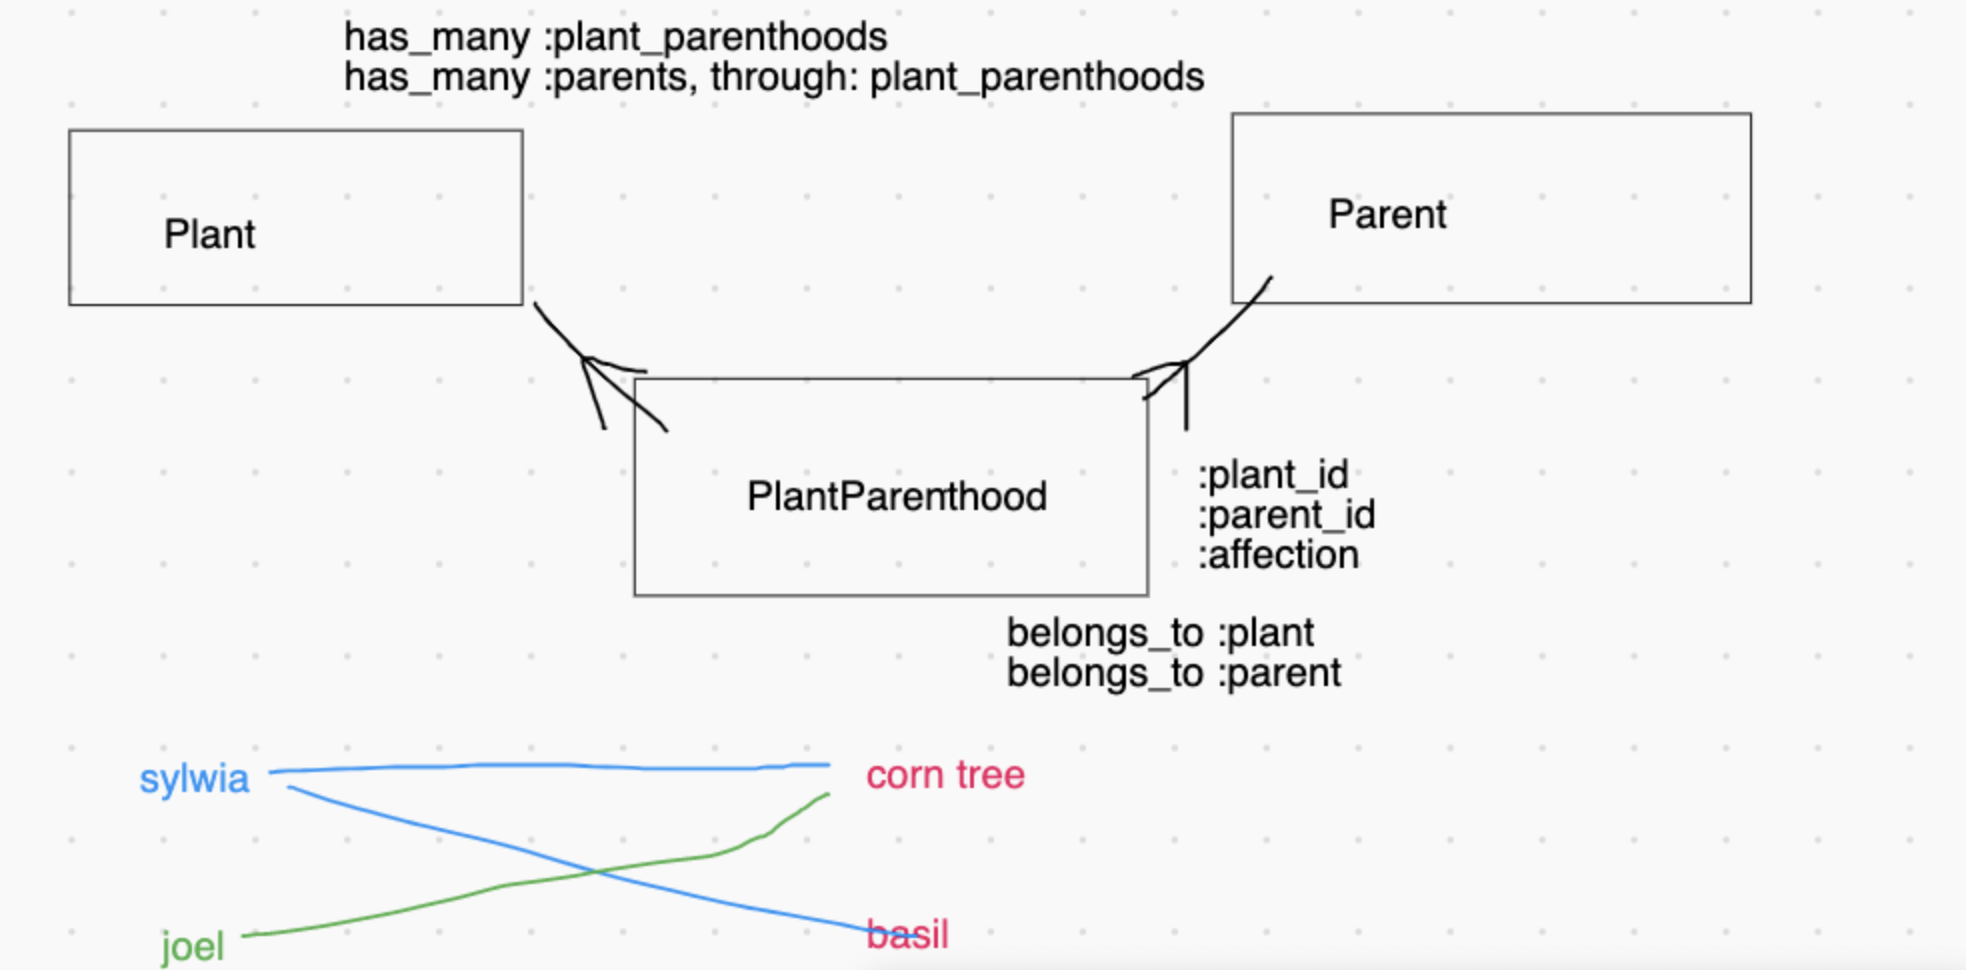 has_many :plant_parenthoods
has_many :parents, through: plant_parenthoods
Plant
Parent
PlantParenthood
:plant_id
:parent_id
:affection
belongs_to :plant
belongs_to :parent
sylwia
corn tree
joel
basil